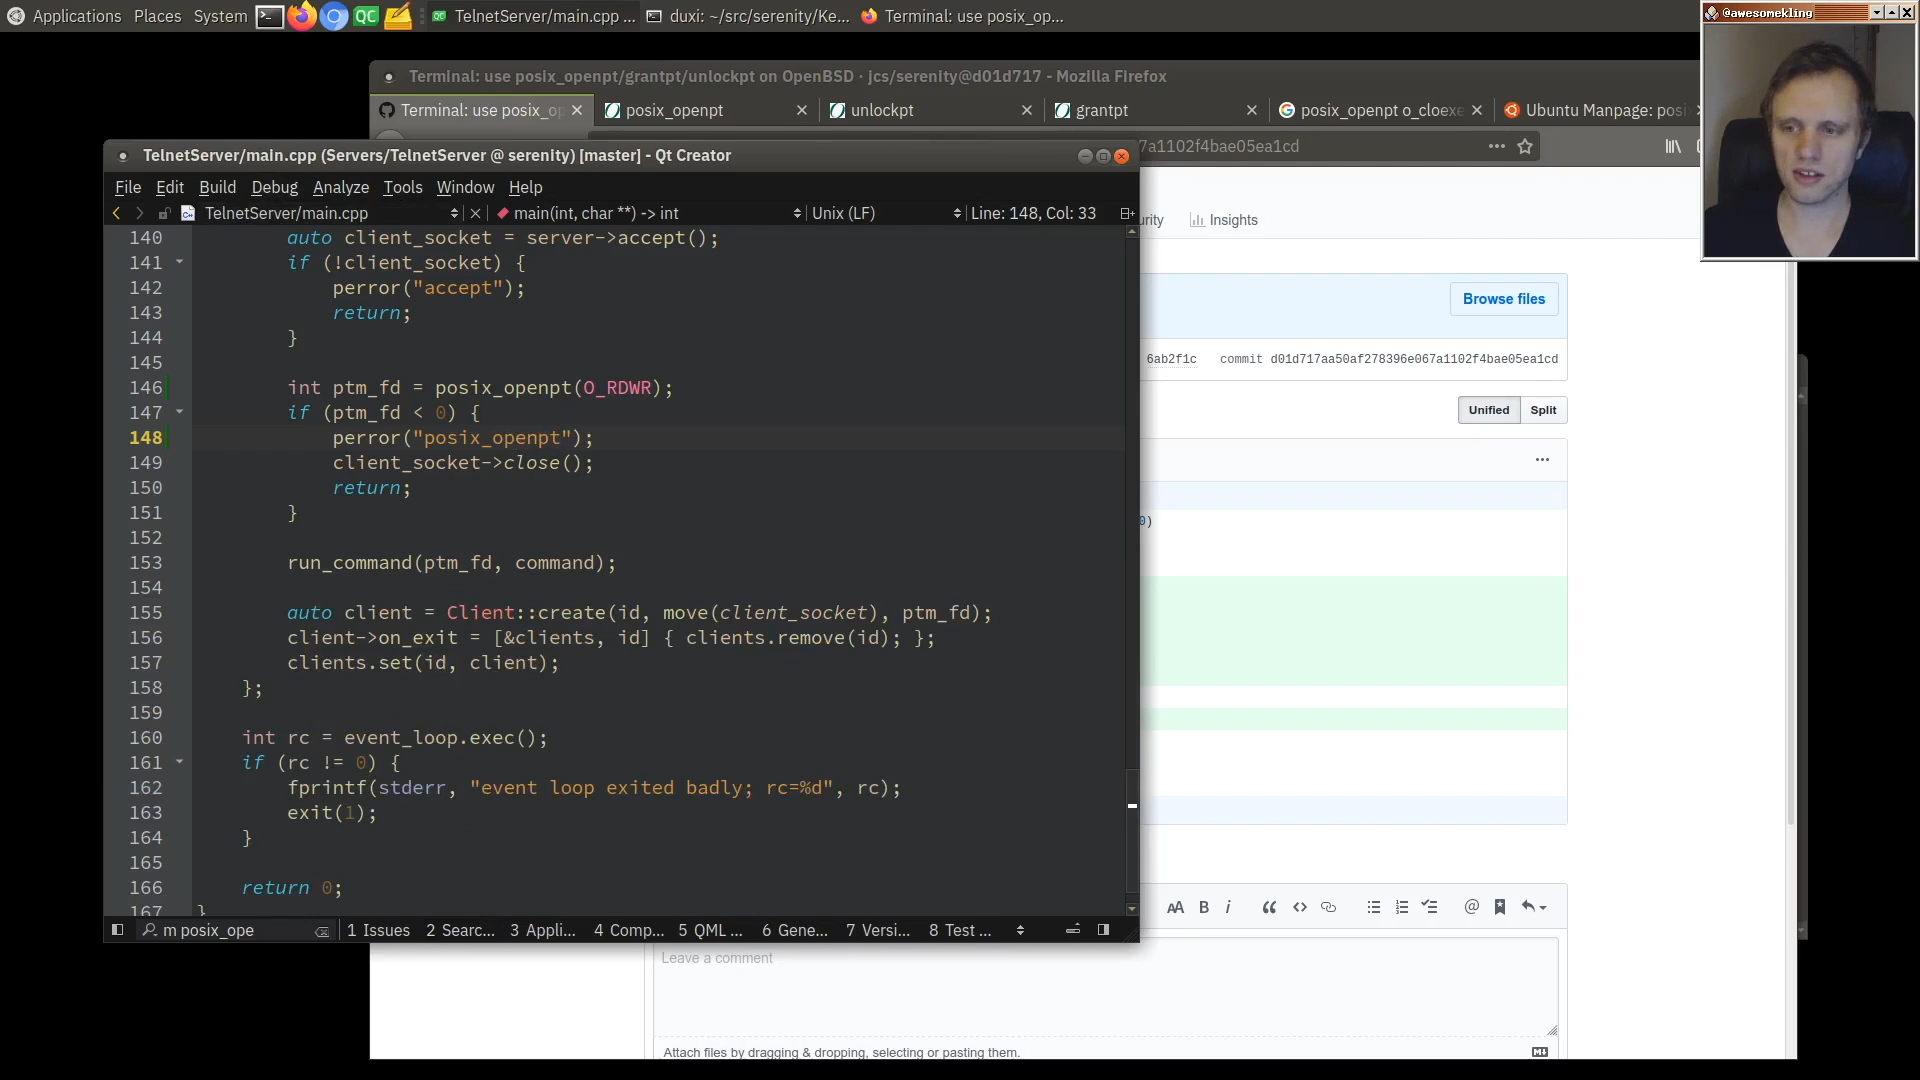 Applications Places System QC QC TelnetServer/main.cpp ... duxi: ~/src/serenity/Ke... Terminal: use posix_op...
@awesomekling
Terminal: use posix_openpt/grantpt/unlockpt on OpenBSD · jcs/serenity@d01d717 - Mozilla Firefox
Terminal: use posix_op posix_openpt unlockpt grantpt posix_openpt o_cloexe Ubuntu Manpage: posi
7a1102f4bae05ea1cd
TelnetServer/main.cpp (Servers/TelnetServer @ serenity) [master] - Qt Creator
File Edit Build Debug Analyze Tools Window Help
TelnetServer/main.cpp main(int, char **) -> int Unix (LF) Line: 148, Col: 33
urity Insights
140 auto client_socket = server->accept();
141 if (!client_socket) {
142 perror("accept");
143 return;
144 }
145
146 int ptm_fd = posix_openpt(O_RDWR);
147 if (ptm_fd < 0) {
148 perror("posix_openpt");
149 client_socket->close();
150 return;
151 }
152
153 run_command(ptm_fd, command);
154
155 auto client = Client::create(id, move(client_socket), ptm_fd);
156 client->on_exit = [&clients, id] { clients.remove(id); };
157 clients.set(id, client);
158 };
159
160 int rc = event_loop.exec();
161 if (rc != 0) {
162 fprintf(stderr, "event loop exited badly; rc=%d", rc);
163 exit(1);
164 }
165
166 return 0;
167 }
m posix_ope 1 Issues 2 Searc... 3 Appli... 4 Comp... 5 QML ... 6 Gene... 7 Versi... 8 Test ...
Browse files
6ab2f1c commit d01d717aa50af278396e067a1102f4bae05ea1cd
Unified Split
...
0)
AA B i
Leave a comment
Attach files by dragging & dropping, selecting or pasting them.